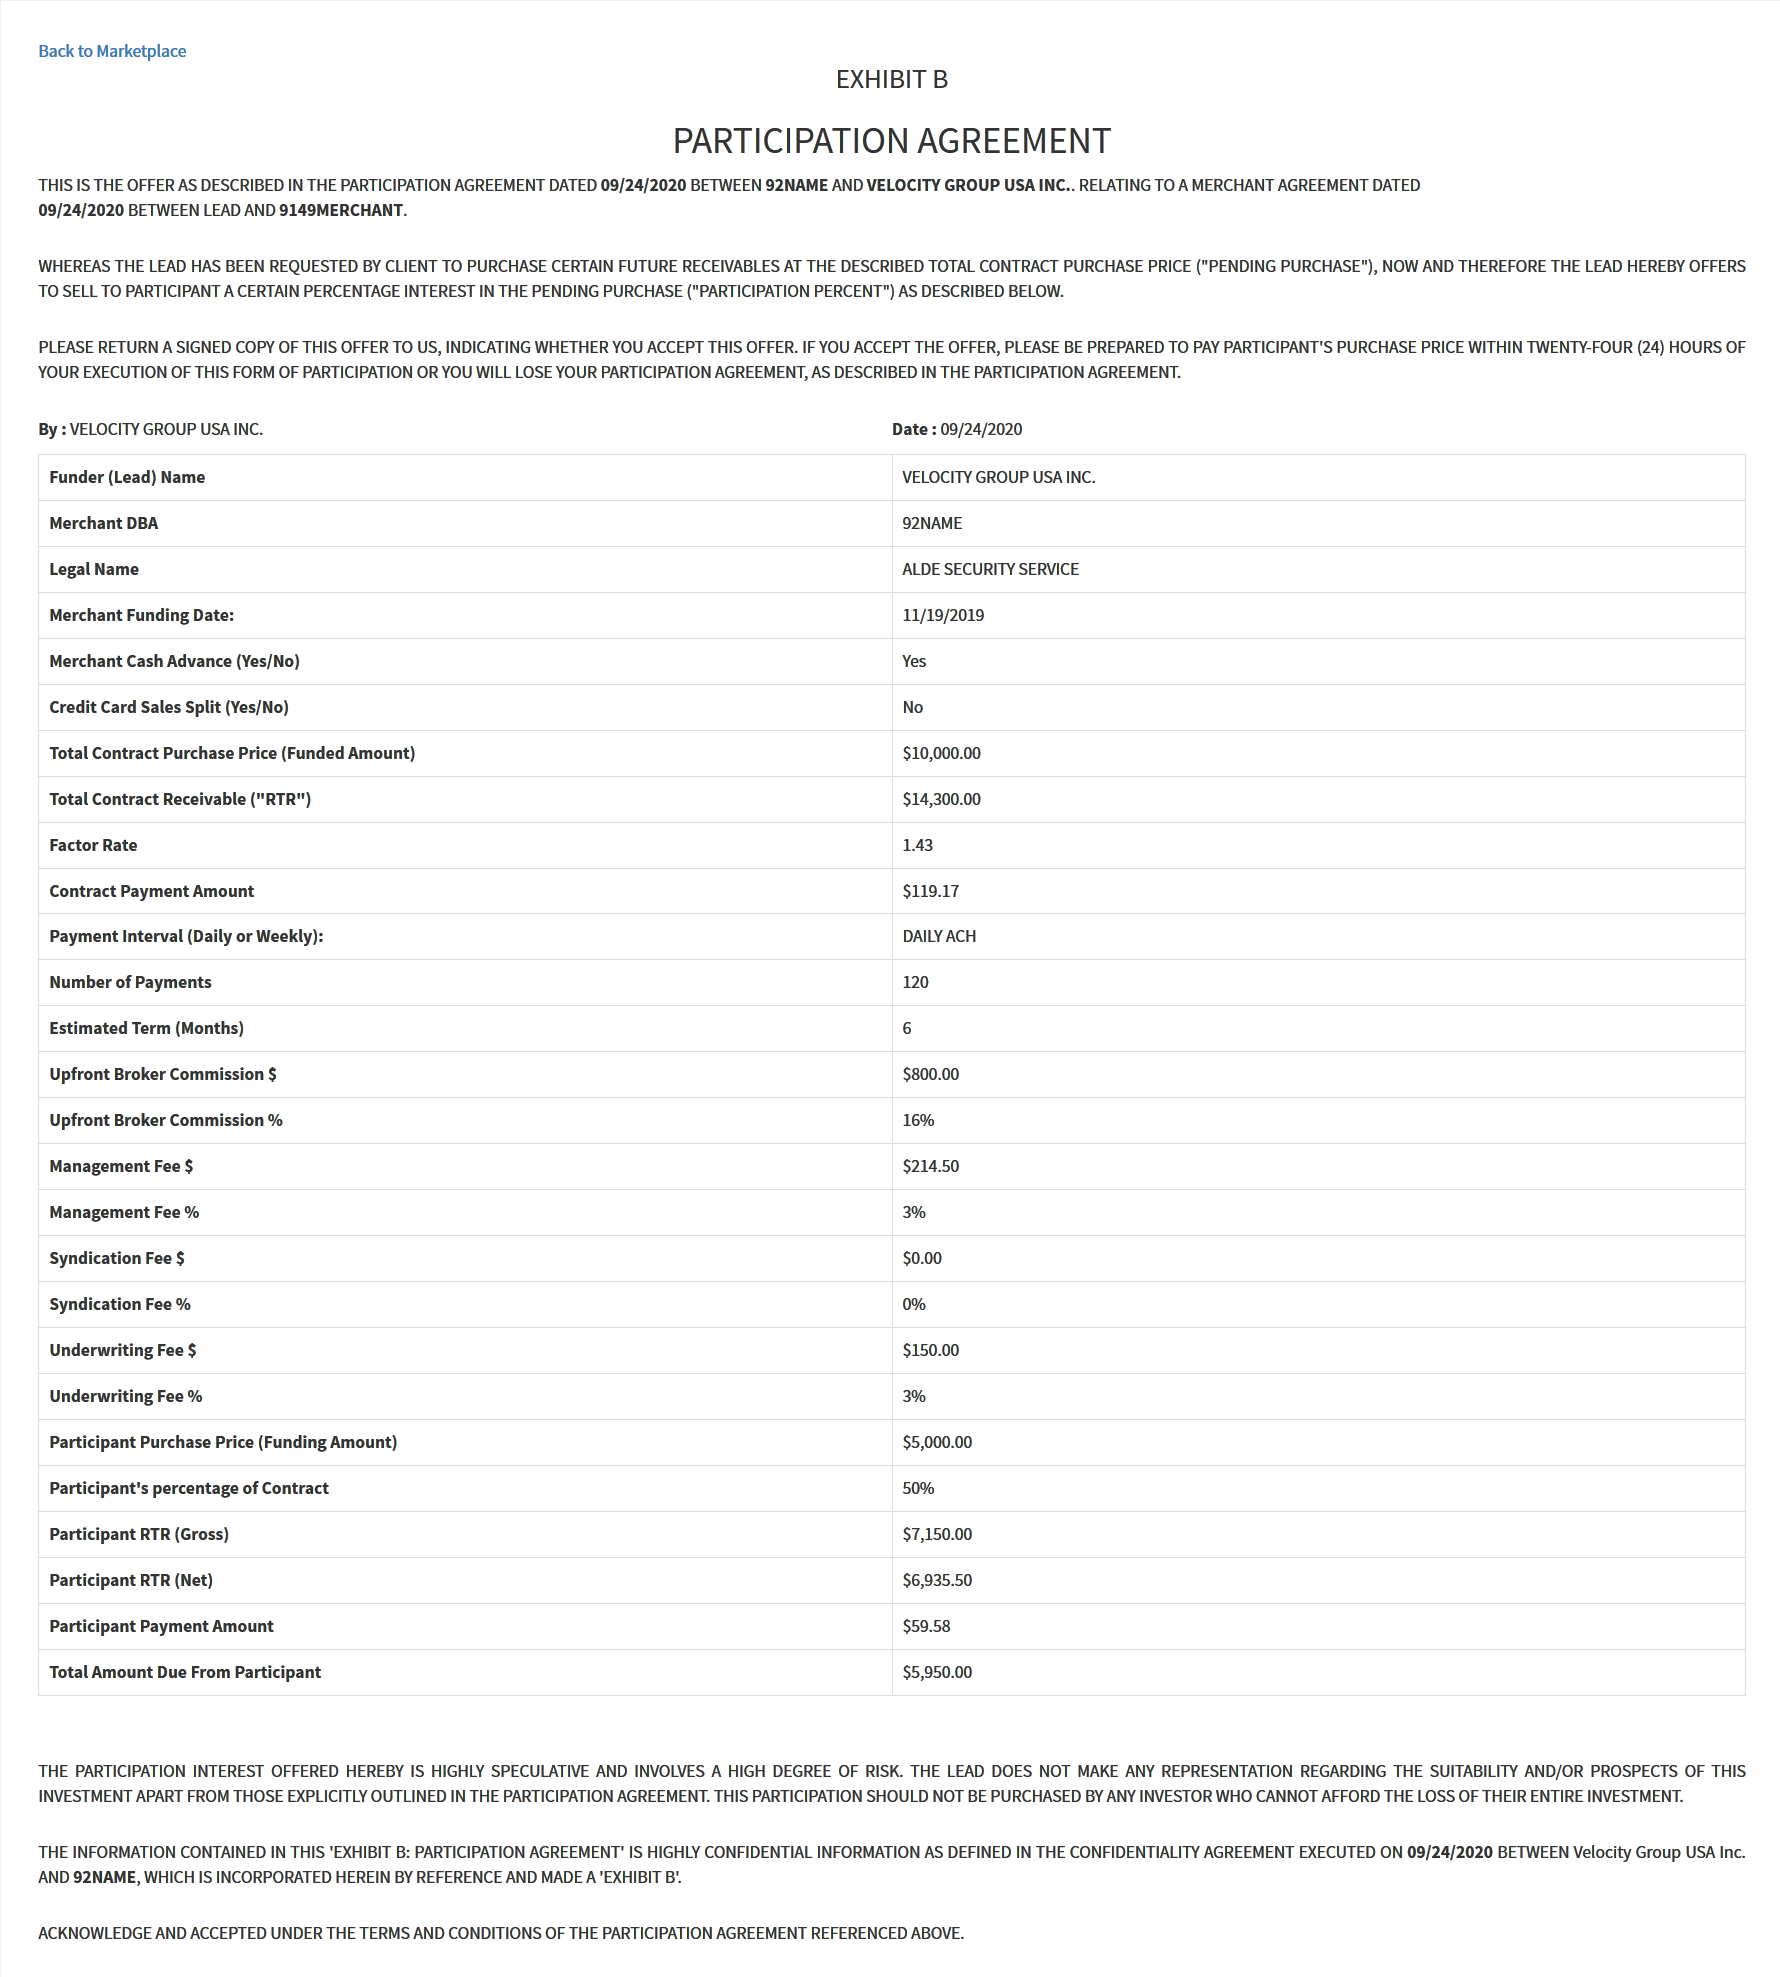 Back to Marketplace
EXHIBIT B
PARTICIPATION AGREEMENT
THIS IS THE OFFER AS DESCRIBED IN THE PARTICIPATION AGREEMENT DATED 09/24/2020 BETWEEN 92NAME AND VELOCITY GROUP USA INC.. RELATING TO A MERCHANT AGREEMENT DATED
09/24/2020 BETWEEN LEAD AND 9149MERCHANT.
WHEREAS THE LEAD HAS BEEN REQUESTED BY CLIENT TO PURCHASE CERTAIN FUTURE RECEIVABLES AT THE DESCRIBED TOTAL CONTRACT PURCHASE PRICE ("PENDING PURCHASE"), NOW AND THEREFORE THE LEAD HEREBY OFFERS
TO SELL TO PARTICIPANT A CERTAIN PERCENTAGE INTEREST IN THE PENDING PURCHASE ("PARTICIPATION PERCENT") AS DESCRIBED BELOW.
PLEASE RETURN A SIGNED COPY OF THIS OFFER TO US, INDICATING WHETHER YOU ACCEPT THIS OFFER. IF YOU ACCEPT THE OFFER, PLEASE BE PREPARED TO PAY PARTICIPANT'S PURCHASE PRICE WITHIN TWENTY-FOUR (24) HOURS OF
YOUR EXECUTION OF THIS FORM OF PARTICIPATION OR YOU WILL LOSE YOUR PARTICIPATION AGREEMENT, AS DESCRIBED IN THE PARTICIPATION AGREEMENT.
By : VELOCITY GROUP USA INC. Date : 09/24/2020
Funder (Lead) Name VELOCITY GROUP USA INC.
Merchant DBA 92NAME
Legal Name ALDE SECURITY SERVICE
Merchant Funding Date: 11/19/2019
Merchant Cash Advance (Yes/No) Yes
Credit Card Sales Split (Yes/No) No
Total Contract Purchase Price (Funded Amount) $10,000.00
Total Contract Receivable ("RTR") $14,300.00
Factor Rate 1.43
Contract Payment Amount $119.17
Payment Interval (Daily or Weekly): DAILY ACH
Number of Payments 120
Estimated Term (Months) 6
Upfront Broker Commission $ $800.00
Upfront Broker Commission % 16%
Management Fee $ $214.50
Management Fee % 3%
Syndication Fee $ $0.00
Syndication Fee % 0%
Underwriting Fee $ $150.00
Underwriting Fee % 3%
Participant Purchase Price (Funding Amount) $5,000.00
Participant's percentage of Contract 50%
Participant RTR (Gross) $7,150.00
Participant RTR (Net) $6,935.50
Participant Payment Amount $59.58
Total Amount Due From Participant $5,950.00
THE PARTICIPATION INTEREST OFFERED HEREBY IS HIGHLY SPECULATIVE AND INVOLVES A HIGH DEGREE OF RISK. THE LEAD DOES NOT MAKE ANY REPRESENTATION REGARDING THE SUITABILITY AND/OR PROSPECTS OF THIS
INVESTMENT APART FROM THOSE EXPLICITLY OUTLINED IN THE PARTICIPATION AGREEMENT. THIS PARTICIPATION SHOULD NOT BE PURCHASED BY ANY INVESTOR WHO CANNOT AFFORD THE LOSS OF THEIR ENTIRE INVESTMENT.
THE INFORMATION CONTAINED IN THIS 'EXHIBIT B: PARTICIPATION AGREEMENT' IS HIGHLY CONFIDENTIAL INFORMATION AS DEFINED IN THE CONFIDENTIALITY AGREEMENT EXECUTED ON 09/24/2020 BETWEEN Velocity Group USA Inc.
AND 92NAME, WHICH IS INCORPORATED HEREIN BY REFERENCE AND MADE A 'EXHIBIT B'.
ACKNOWLEDGE AND ACCEPTED UNDER THE TERMS AND CONDITIONS OF THE PARTICIPATION AGREEMENT REFERENCED ABOVE.